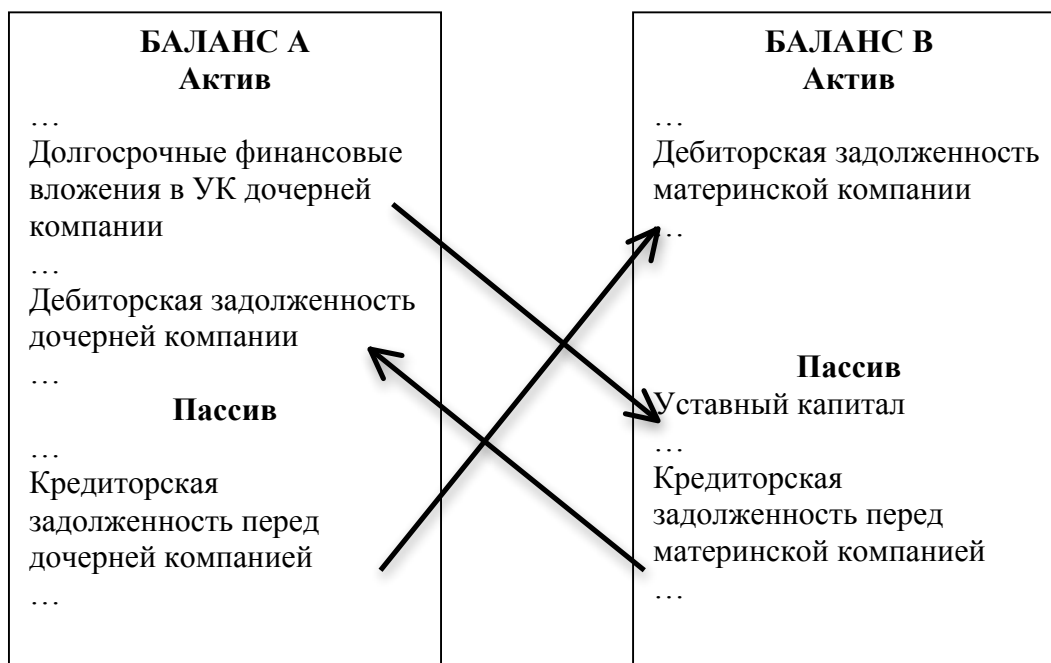 БАЛАНС А
Актив
…
Долгосрочные финансовые
вложения в УК дочерней
компании
…
Дебиторская задолженность
дочерней компании
…
Пассив
…
Кредиторская
задолженность перед
дочерней компанией
…
БАЛАНС В
Актив
…
Дебиторская задолженность
материнской компании
…
Пассив
Уставный капитал
…
Кредиторская
задолженность перед
материнской компанией
…